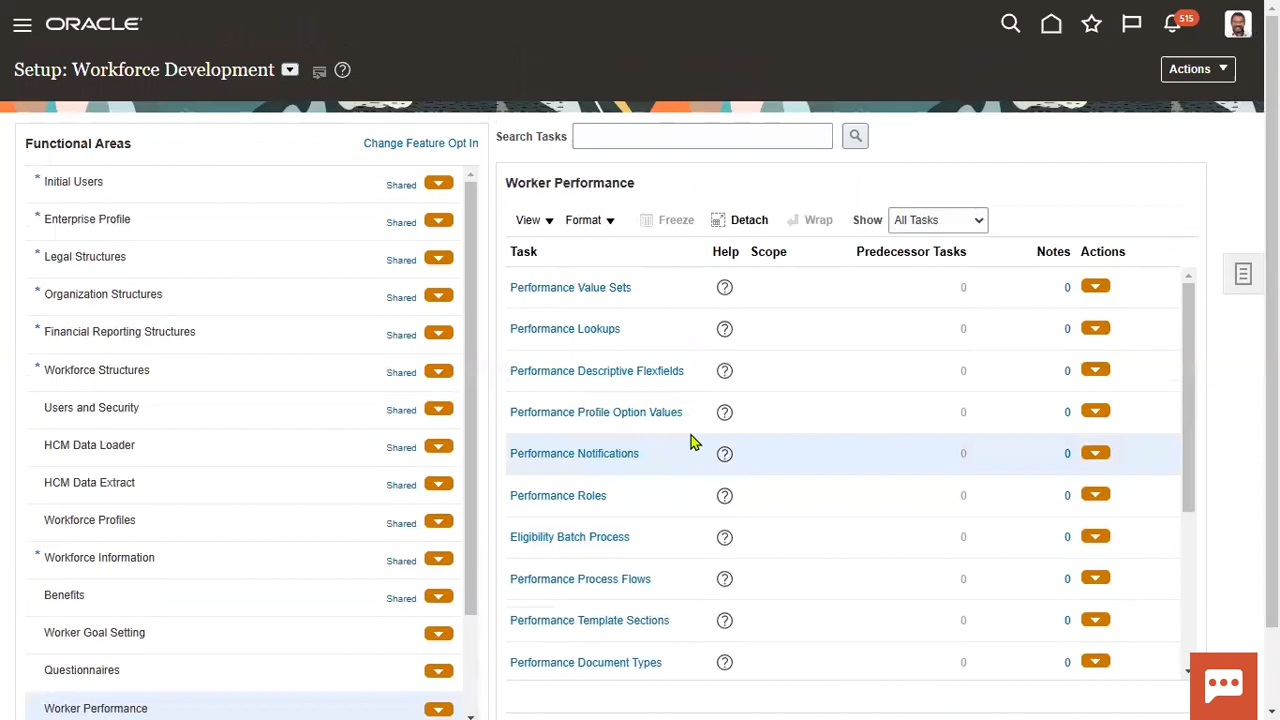 ORACLE
515
Setup: Workforce Development
Actions
Functional Areas
Change Feature Opt In
* Initial Users Shared
* Enterprise Profile Shared
* Legal Structures Shared
* Organization Structures Shared
* Financial Reporting Structures Shared
* Workforce Structures Shared
Users and Security Shared
HCM Data Loader Shared
HCM Data Extract Shared
Workforce Profiles Shared
* Workforce Information Shared
Benefits Shared
Worker Goal Setting
Questionnaires
Worker Performance
Search Tasks
Worker Performance
View Format Freeze Detach Wrap Show All Tasks
Task Help Scope Predecessor Tasks Notes Actions
Performance Value Sets 0 0
Performance Lookups 0 0
Performance Descriptive Flexfields 0 0
Performance Profile Option Values 0 0
Performance Notifications 0 0
Performance Roles 0 0
Eligibility Batch Process 0 0
Performance Process Flows 0 0
Performance Template Sections 0 0
Performance Document Types 0 0